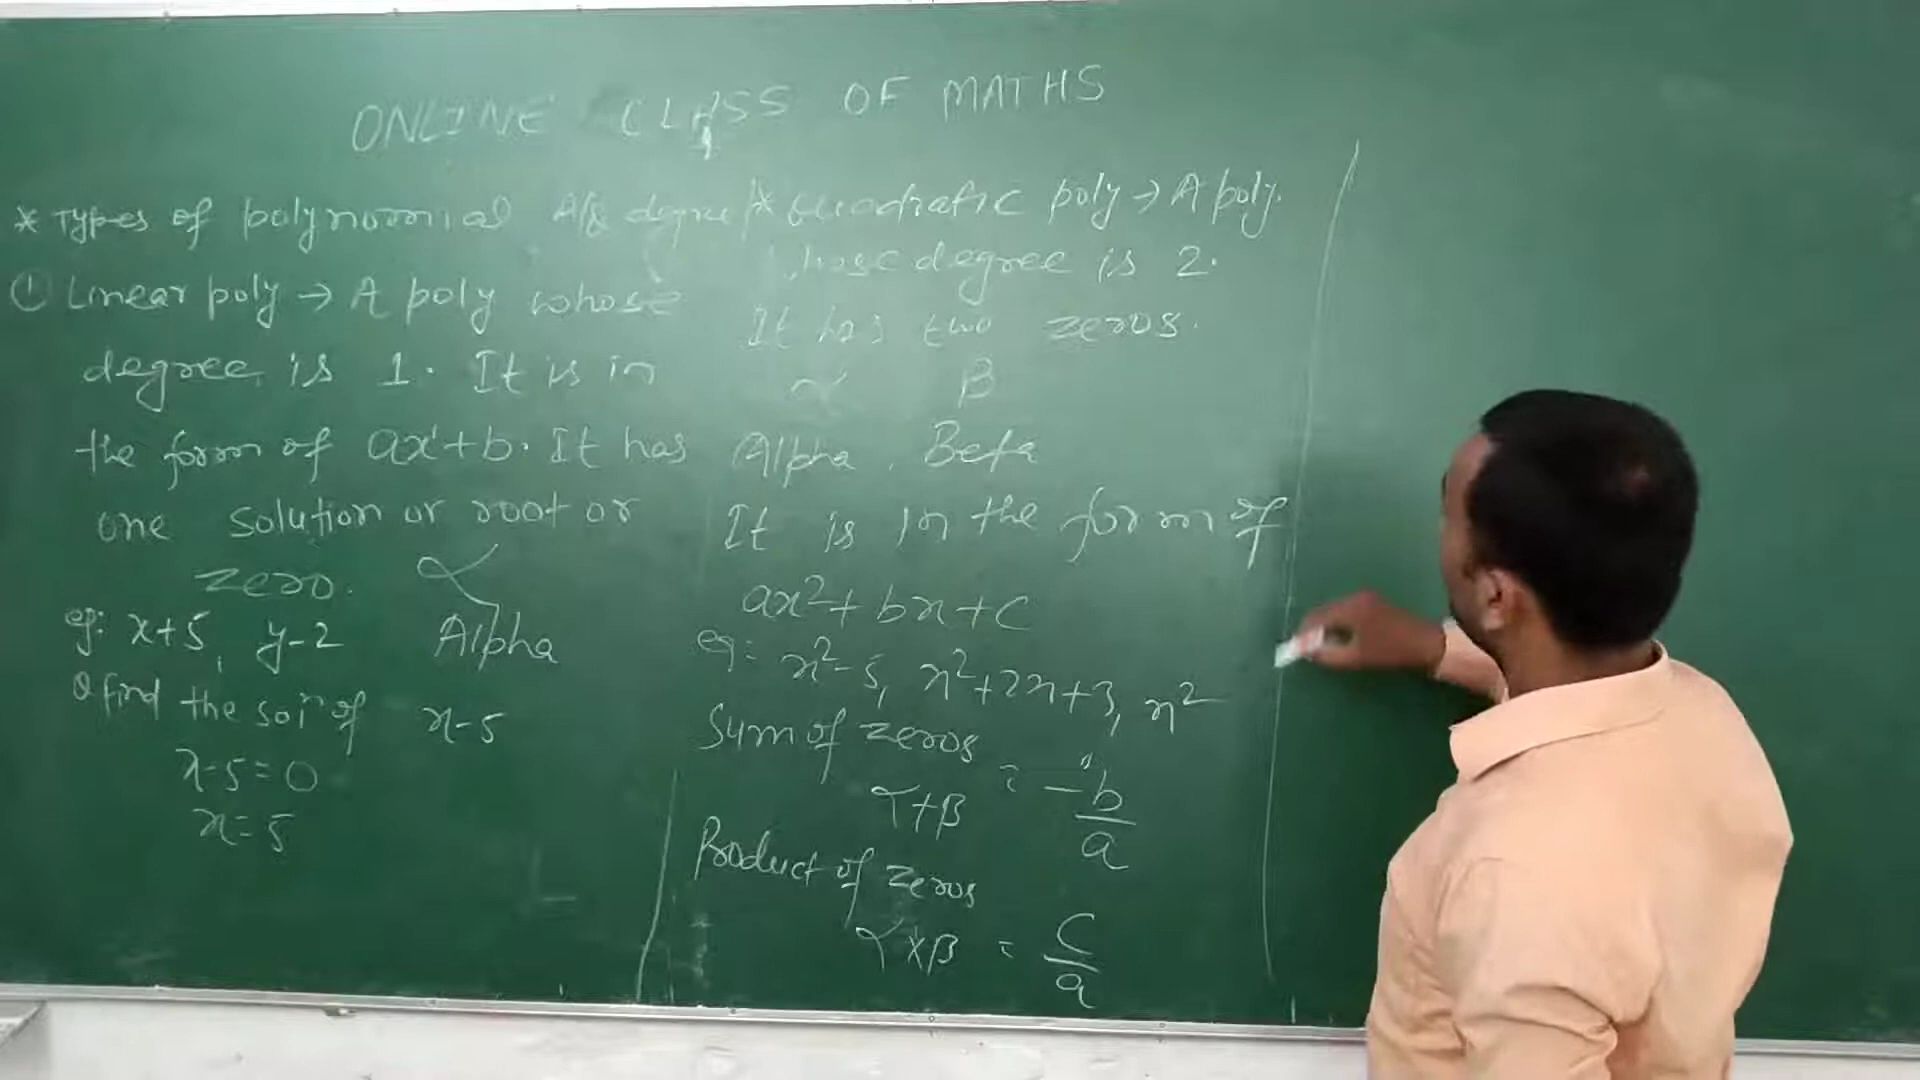 ONLINE CLASS OF MATHS
* Types of polynomial A/g degree
① Linear poly → A poly whose
degree is 1. It is in
the form of ax¹+b. It has
one solution or root or
zero. α
eg: x+5, y-2 Alpha
Q find the solⁿ of x-5
x-5=0
x=5
* Quadratic poly → A poly.
whose degree is 2.
It has two zeros.
α β
Alpha, Beta
It is in the form of
ax²+bx+c
eg: x²-5, x²+2x+3, x²
Sum of zeros
α+β = -b/a
Product of zeros
α×β = c/a